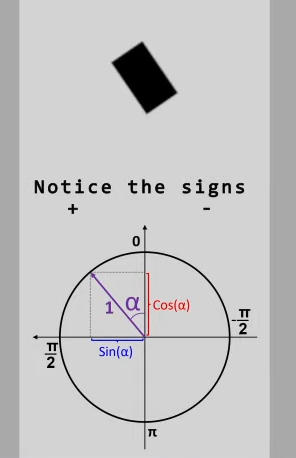 Notice the signs
+ -
0
1 α Cos(α)
π/2 -π/2
Sin(α)
π